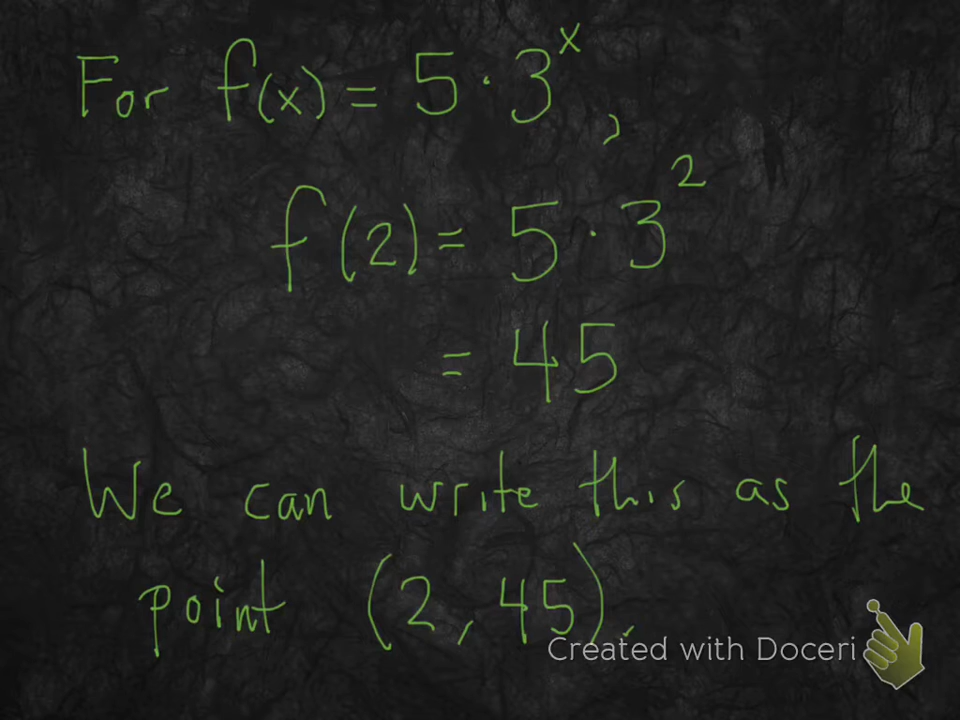 For f(x) = 5 · 3^x ,
f(2) = 5 · 3^2
= 45
We can write this as the
point (2, 45).
Created with Doceri